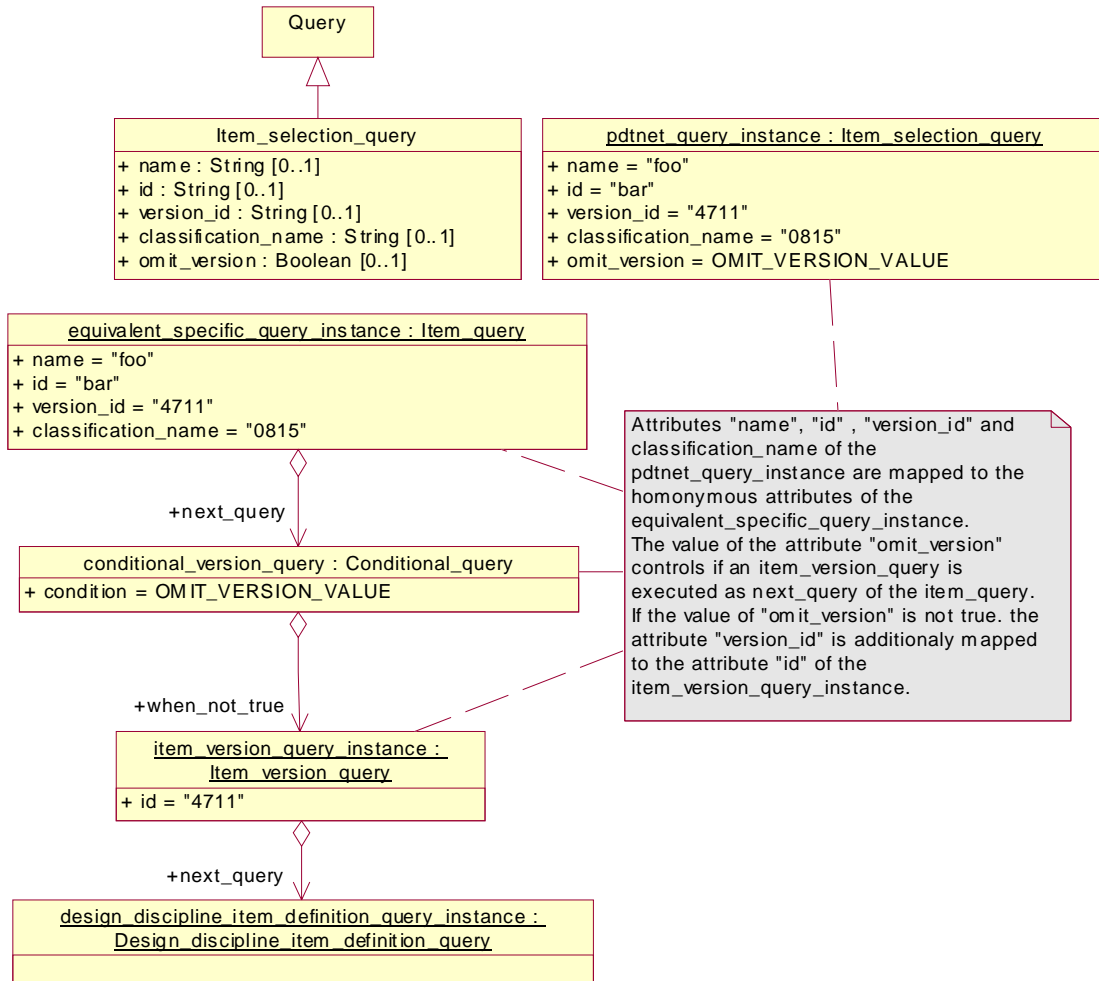 Query
Item_selection_query
+ name : String [0..1]
+ id : String [0..1]
+ version_id : String [0..1]
+ classification_name : String [0..1]
+ omit_version : Boolean [0..1]
pdtnet_query_instance : Item_selection_query
+ name = "foo"
+ id = "bar"
+ version_id = "4711"
+ classification_name = "0815"
+ omit_version = OMIT_VERSION_VALUE
equivalent_specific_query_instance : Item_query
+ name = "foo"
+ id = "bar"
+ version_id = "4711"
+ classification_name = "0815"
Attributes "name", "id" , "version_id" and
classification_name of the
pdtnet_query_instance are mapped to the
homonymous attributes of the
equivalent_specific_query_instance.
The value of the attribute "omit_version"
controls if an item_version_query is
executed as next_query of the item_query.
If the value of "omit_version" is not true. the
attribute "version_id" is additionaly mapped
to the attribute "id" of the
item_version_query_instance.
+next_query
conditional_version_query : Conditional_query
+ condition = OMIT_VERSION_VALUE
+when_not_true
item_version_query_instance :
Item_version_query
+ id = "4711"
+next_query
design_discipline_item_definition_query_instance :
Design_discipline_item_definition_query